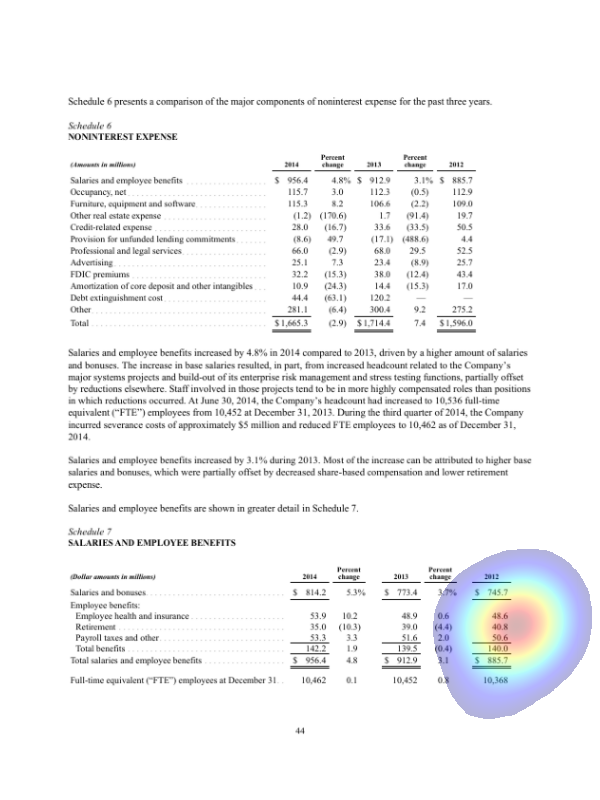 Schedule 6 presents a comparison of the major components of noninterest expense for the past three years.
Schedule 6
NONINTEREST EXPENSE
(Amounts in millions) 2014 Percent change 2013 Percent change 2012
Salaries and employee benefits $ 956.4 4.8% $ 912.9 3.1% $ 885.7
Occupancy, net 115.7 3.0 112.3 (0.5) 112.9
Furniture, equipment and software 115.3 8.2 106.6 (2.2) 109.0
Other real estate expense (1.2) (170.6) 1.7 (91.4) 19.7
Credit-related expense 28.0 (16.7) 33.6 (33.5) 50.5
Provision for unfunded lending commitments (8.6) 49.7 (17.1) (488.6) 4.4
Professional and legal services 66.0 (2.9) 68.0 29.5 52.5
Advertising 25.1 7.3 23.4 (8.9) 25.7
FDIC premiums 32.2 (15.3) 38.0 (12.4) 43.4
Amortization of core deposit and other intangibles 10.9 (24.3) 14.4 (15.3) 17.0
Debt extinguishment cost 44.4 (63.1) 120.2 — —
Other 281.1 (6.4) 300.4 9.2 275.2
Total $1,665.3 (2.9) $1,714.4 7.4 $1,596.0
Salaries and employee benefits increased by 4.8% in 2014 compared to 2013, driven by a higher amount of salaries
and bonuses. The increase in base salaries resulted, in part, from increased headcount related to the Company's
major systems projects and build-out of its enterprise risk management and stress testing functions, partially offset
by reductions elsewhere. Staff involved in those projects tend to be in more highly compensated roles than positions
in which reductions occurred. At June 30, 2014, the Company's headcount had increased to 10,536 full-time
equivalent ("FTE") employees from 10,452 at December 31, 2013. During the third quarter of 2014, the Company
incurred severance costs of approximately $5 million and reduced FTE employees to 10,462 as of December 31,
2014.
Salaries and employee benefits increased by 3.1% during 2013. Most of the increase can be attributed to higher base
salaries and bonuses, which were partially offset by decreased share-based compensation and lower retirement
expense.
Salaries and employee benefits are shown in greater detail in Schedule 7.
Schedule 7
SALARIES AND EMPLOYEE BENEFITS
(Dollar amounts in millions) 2014 Percent change 2013 Percent change 2012
Salaries and bonuses $ 814.2 5.3% $ 773.4 3.7% $ 745.7
Employee benefits:
Employee health and insurance 53.9 10.2 48.9 0.6 48.6
Retirement 35.0 (10.3) 39.0 (4.4) 40.8
Payroll taxes and other 53.3 3.3 51.6 2.0 50.6
Total benefits 142.2 1.9 139.5 (0.4) 140.0
Total salaries and employee benefits $ 956.4 4.8 $ 912.9 3.1 $ 885.7
Full-time equivalent ("FTE") employees at December 31 10,462 0.1 10,452 0.8 10,368
44